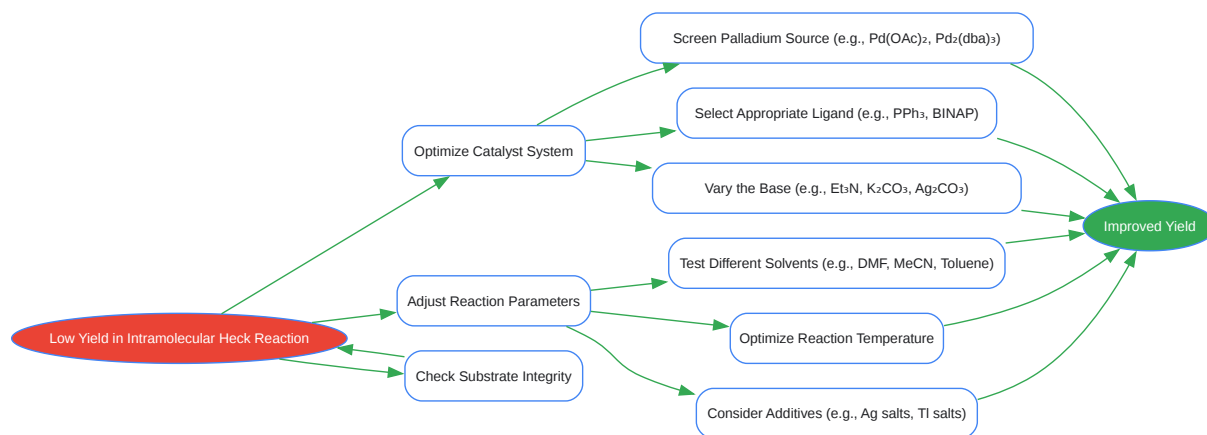 Screen Palladium Source (e.g., Pd(OAc)₂, Pd₂(dba)₃)
Select Appropriate Ligand (e.g., PPh₃, BINAP)
Optimize Catalyst System
Vary the Base (e.g., Et₃N, K₂CO₃, Ag₂CO₃)
Improved Yield
Test Different Solvents (e.g., DMF, MeCN, Toluene)
Adjust Reaction Parameters
Low Yield in Intramolecular Heck Reaction
Optimize Reaction Temperature
Check Substrate Integrity
Consider Additives (e.g., Ag salts, Tl salts)